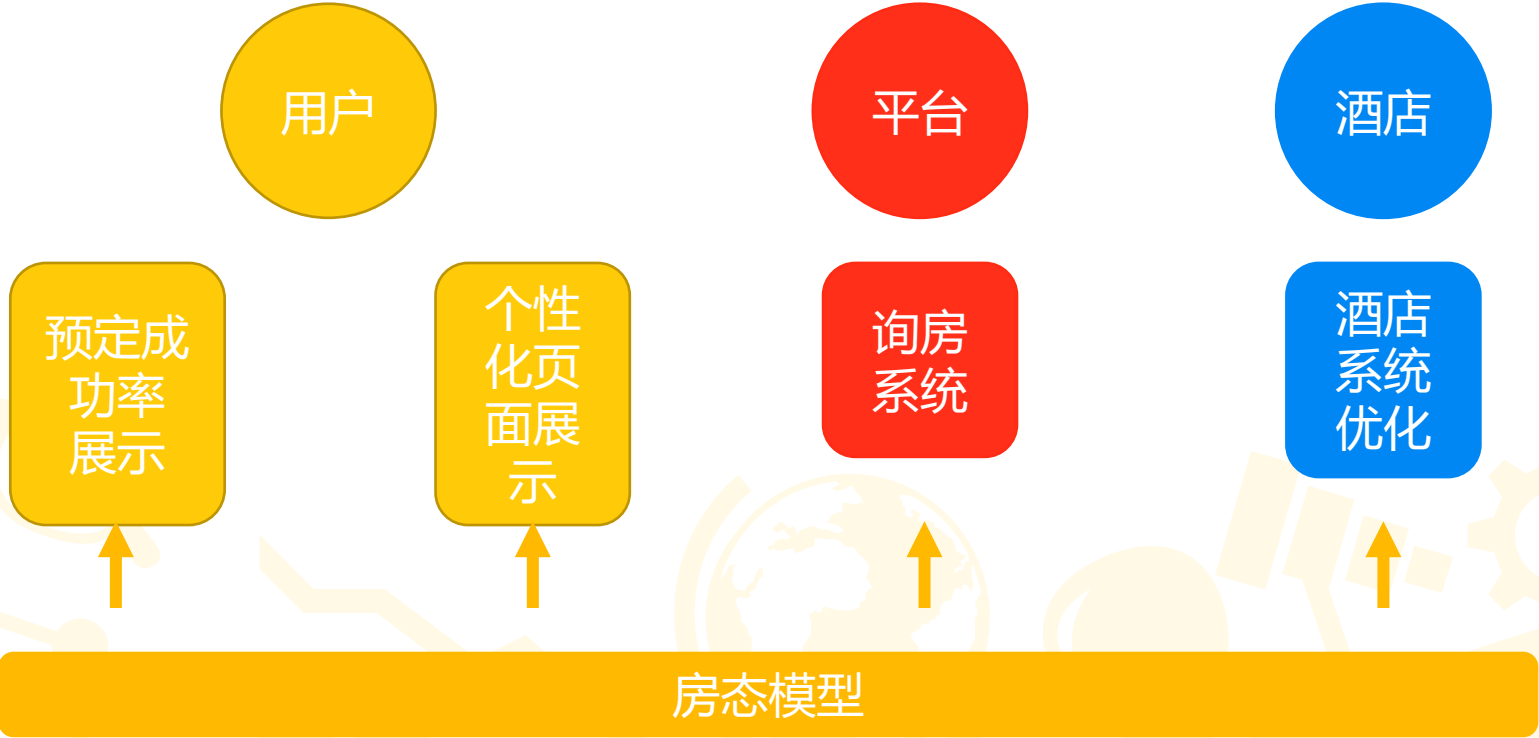 用户
平台
酒店
预定成
功率
展示
个性
化页
面展
示
询房
系统
酒店
系统
优化
房态模型